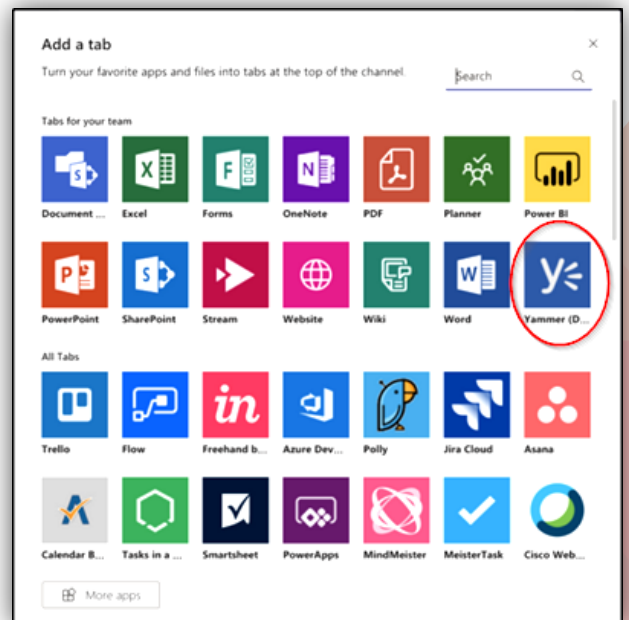 Add a tab
Turn your favorite apps and files into tabs at the top of the channel.
Search
Tabs for your team
Document ... Excel Forms OneNote PDF Planner Power BI
PowerPoint SharePoint Stream Website Wiki Word Yammer (D...
All Tabs
Trello Flow Freehand b... Azure Dev... Polly Jira Cloud Asana
Calendar B... Tasks in a ... Smartsheet PowerApps MindMeister MeisterTask Cisco Web...
More apps